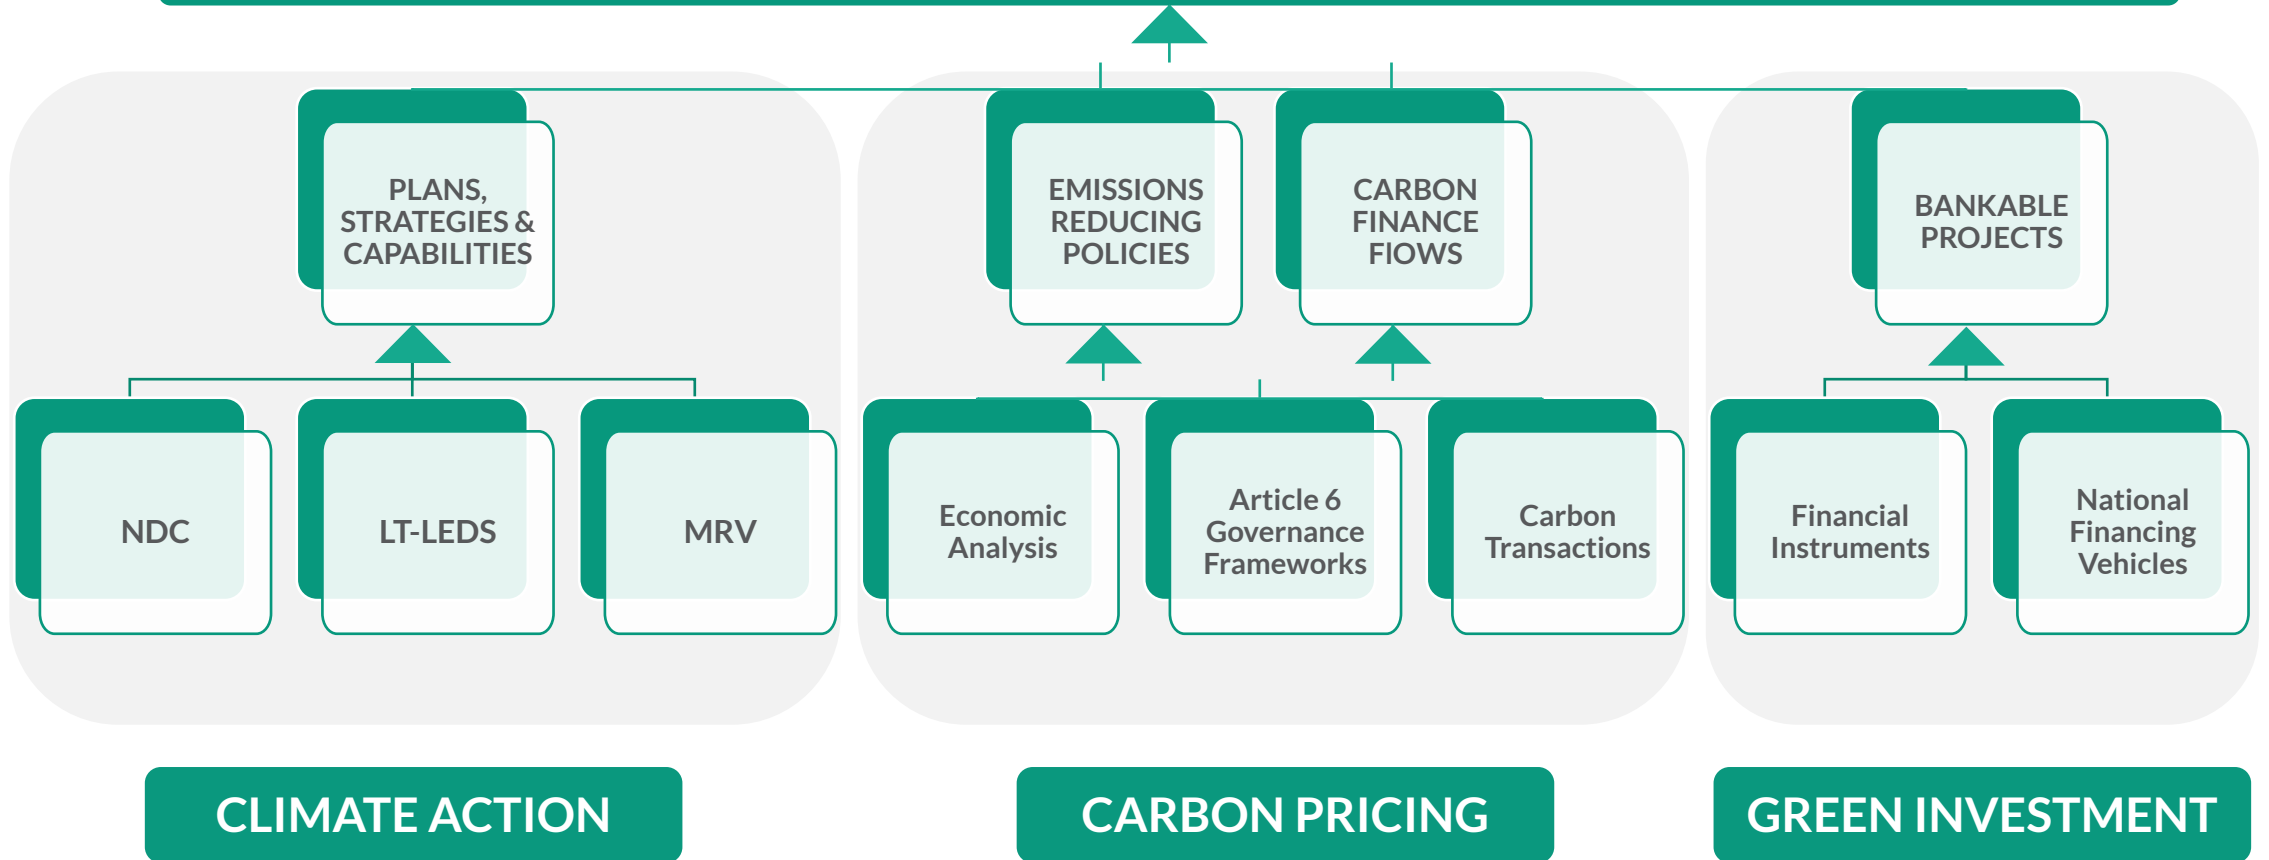 PLANS,
STRATEGIES &
CAPABILITIES
EMISSIONS
REDUCING
POLICIES
CARBON
FINANCE
FlOWS
BANKABLE
PROJECTS
NDC
LT-LEDS
MRV
Economic
Analysis
Article 6
Governance
Frameworks
Carbon
Transactions
Financial
Instruments
National
Financing
Vehicles
CLIMATE ACTION
CARBON PRICING
GREEN INVESTMENT